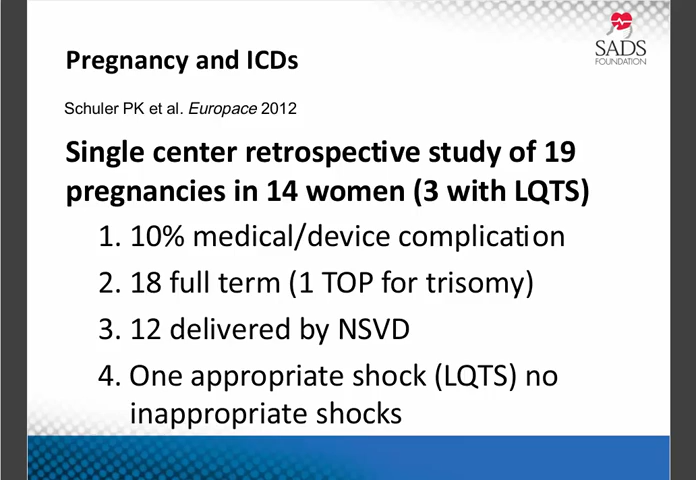 SADS
FOUNDATION
Pregnancy and ICDs
Schuler PK et al. Europace 2012
Single center retrospective study of 19
pregnancies in 14 women (3 with LQTS)
1. 10% medical/device complication
2. 18 full term (1 TOP for trisomy)
3. 12 delivered by NSVD
4. One appropriate shock (LQTS) no
inappropriate shocks